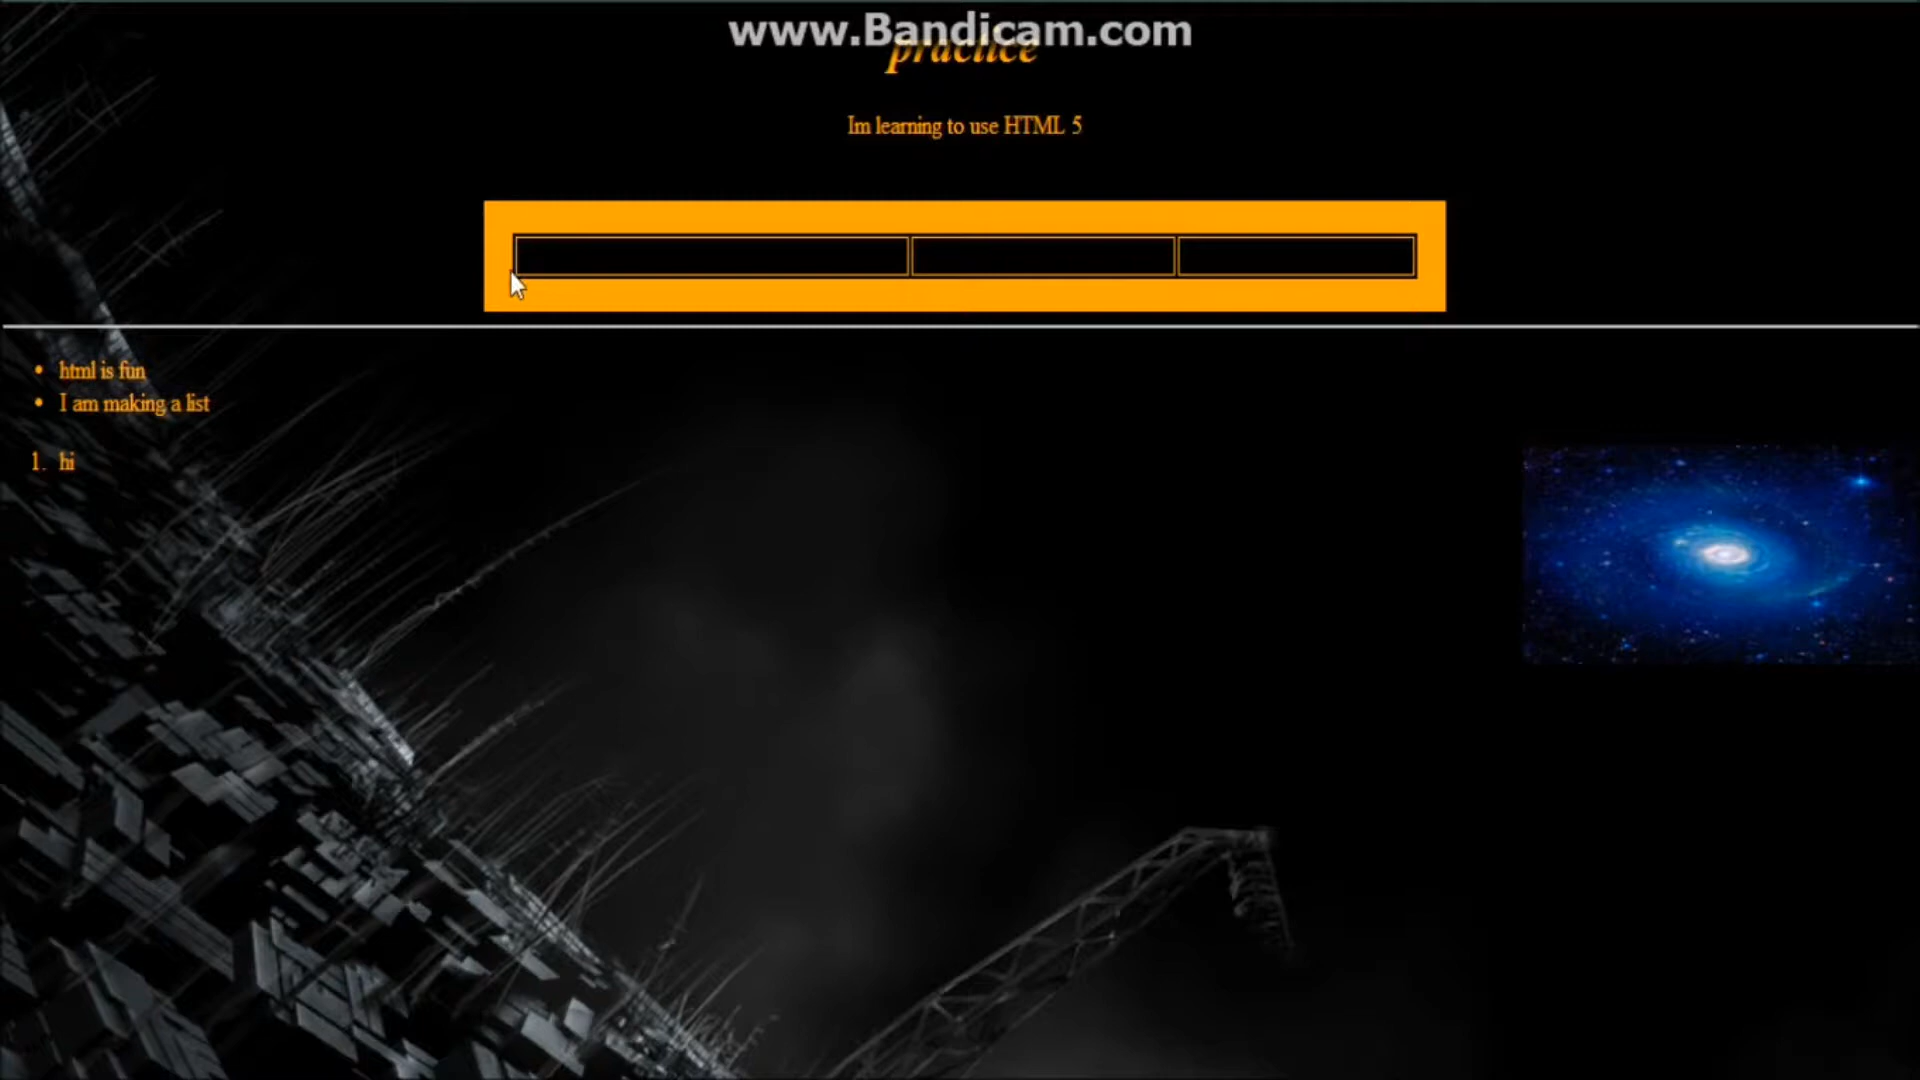 www.Bandicam.com
practice
Im learning to use HTML 5
• html is fun
• I am making a list
1. hi